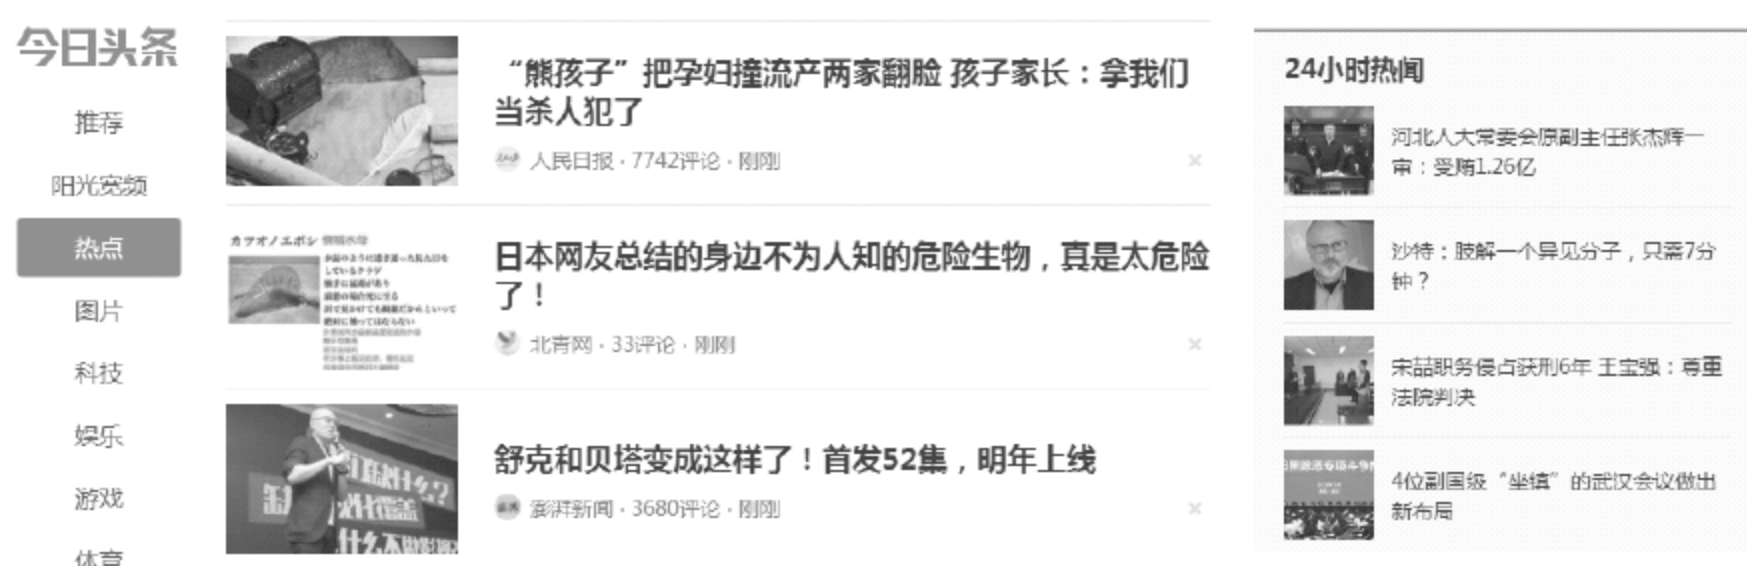 今日头条
推荐
阳光宽频
热点
图片
科技
娱乐
游戏
体育
“熊孩子”把孕妇撞流产两家翻脸 孩子家长：拿我们
当杀人犯了
人民日报 · 7742评论 · 刚刚
カツオノエボシ
日本网友总结的身边不为人知的危险生物，真是太危险
了！
北青网 · 33评论 · 刚刚
舒克和贝塔变成这样了！首发52集，明年上线
澎湃新闻 · 3680评论 · 刚刚
24小时热闻
河北人大常委会原副主任张杰辉一
审：受贿1.26亿
沙特：肢解一个异见分子，只需7分
钟？
宋喆职务侵占获刑6年 王宝强：尊重
法院判决
4位副国级“坐镇”的武汉会议做出
新布局